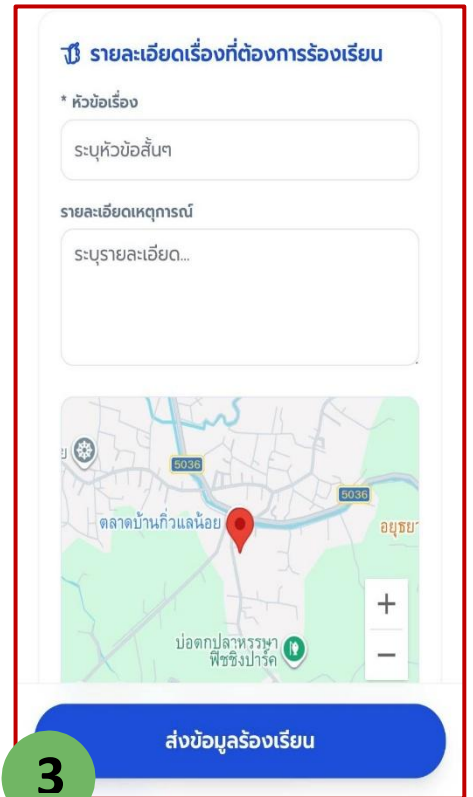 รายละเอียดเรื่องที่ต้องการร้องเรียน
* หัวข้อเรื่อง
ระบุหัวข้อสั้นๆ
รายละเอียดเหตุการณ์
ระบุรายละเอียด...
5036
5036
ตลาดบ้านกิ่วแลน้อย
อยุธยา
+
บ่อตกปลาหรรษา
ฟิชชิงปาร์ค
−
ส่งข้อมูลร้องเรียน
3